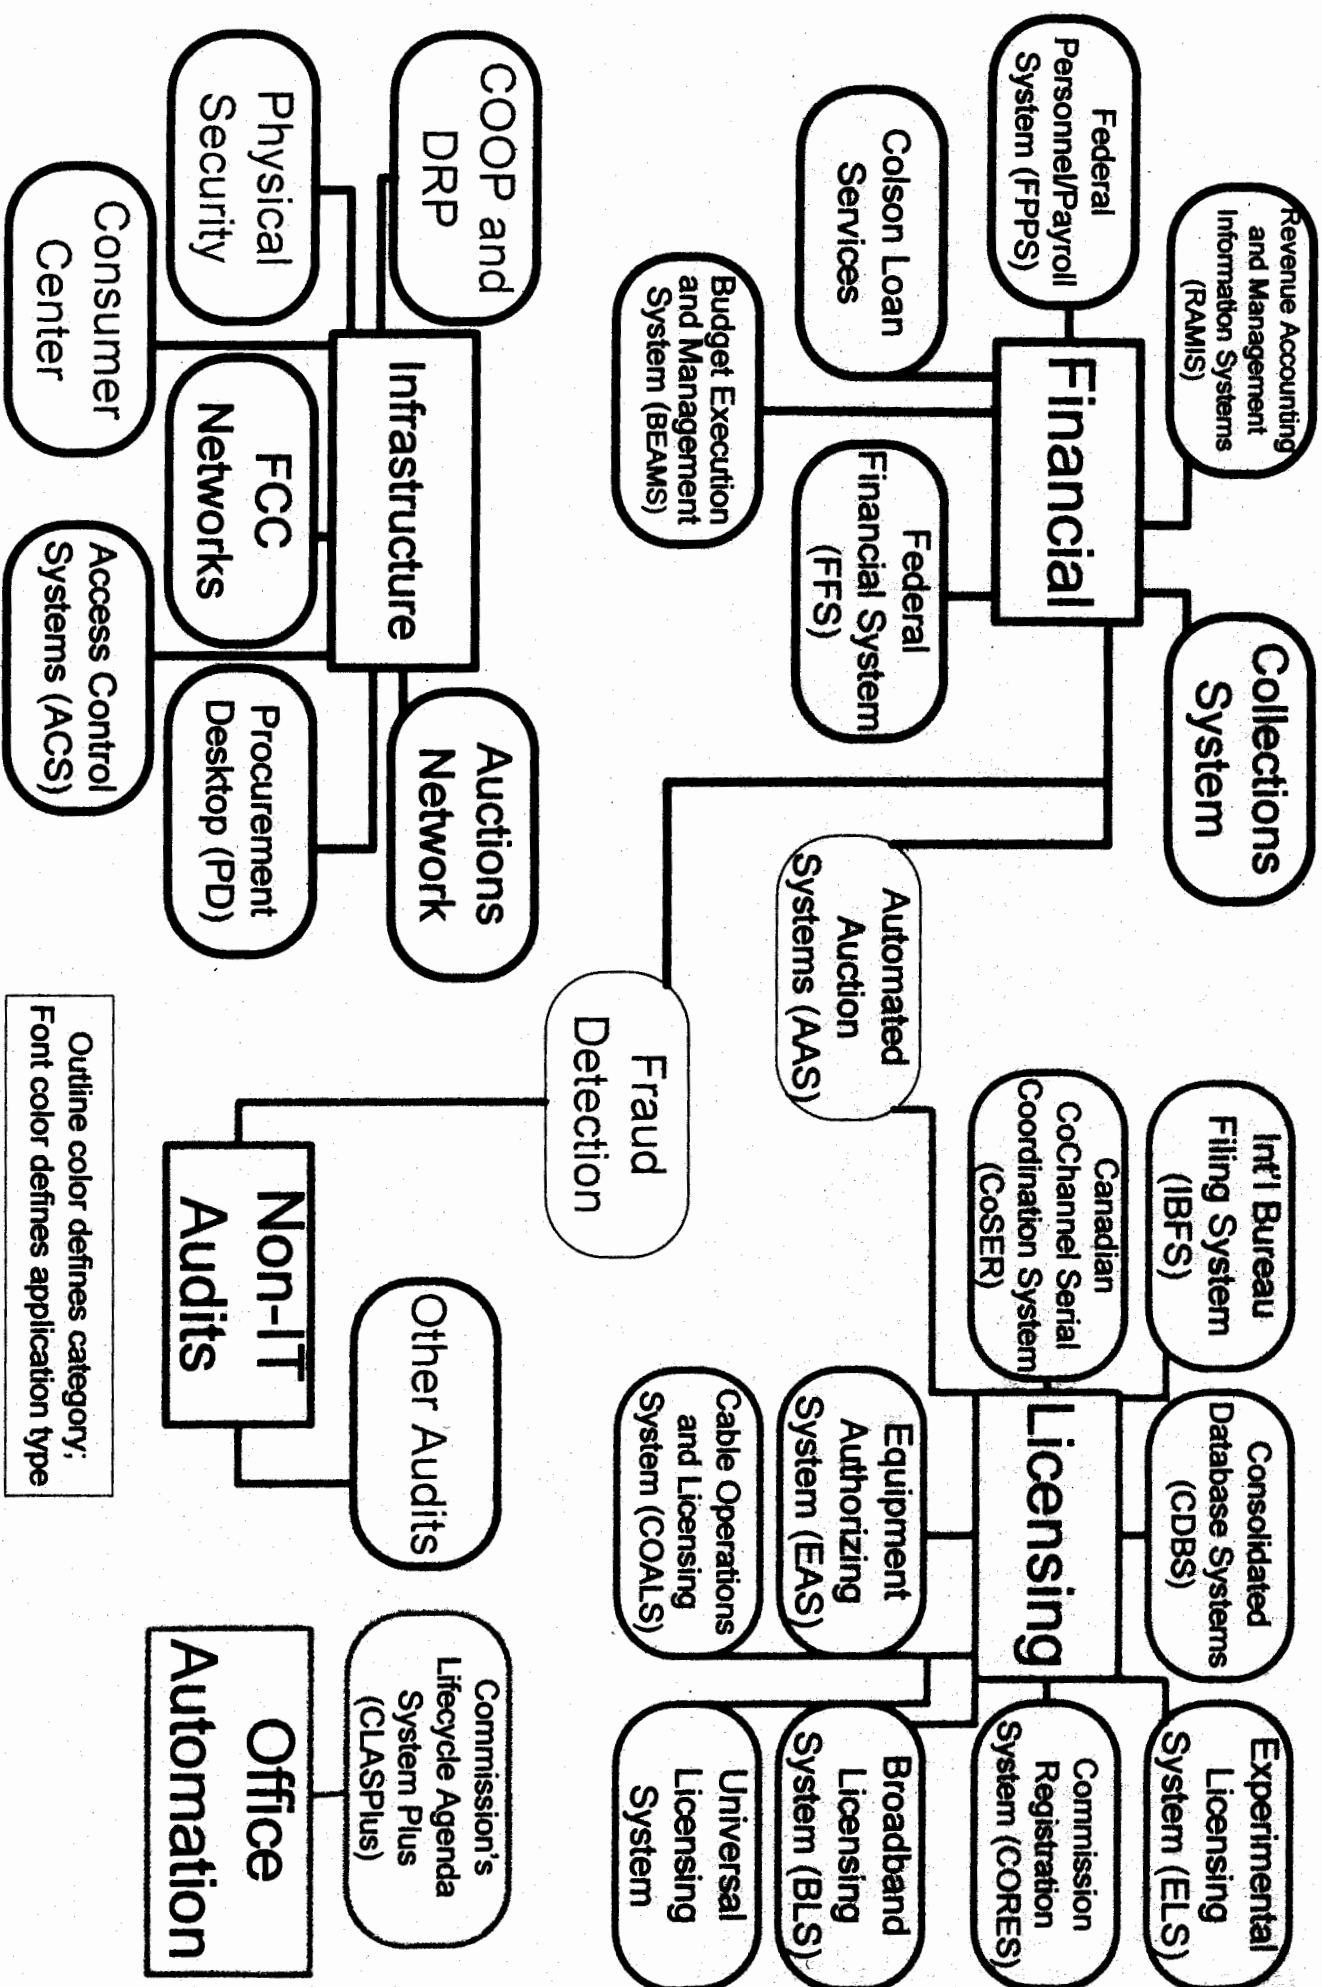 Revenue Accounting
and Management
Information Systems
(RAMIS)
Collections
System
Federal
Personnel/Payroll
System (FPPS)
Financial
Colson Loan
Services
Federal
Financial System
(FFS)
Budget Execution
and Management
System (BEAMS)
Automated
Auction
Systems (AAS)
Fraud
Detection
Int'l Bureau
Filing System
(IBFS)
Consolidated
Database Systems
(CDBS)
Experimental
Licensing
System (ELS)
Canadian
CoChannel Serial
Coordination System
(CoSER)
Licensing
Commission
Registration
System (CORES)
Equipment
Authorizing
System (EAS)
Broadband
Licensing
System (BLS)
Cable Operations
and Licensing
System (COALS)
Universal
Licensing
System
COOP and
DRP
Auctions
Network
Infrastructure
Physical
Security
FCC
Networks
Procurement
Desktop (PD)
Consumer
Center
Access Control
Systems (ACS)
Other Audits
Non-IT
Audits
Commission's
Lifecycle Agenda
System Plus
(CLASPlus)
Office
Automation
Outline color defines category;
Font color defines application type